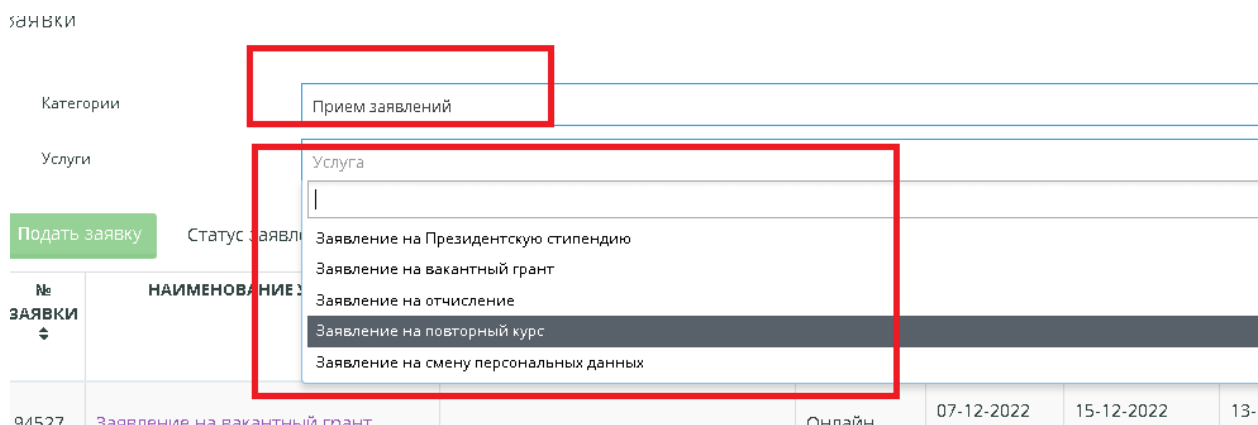 заявки
Категории
Прием заявлений
Услуги
Услуга
Подать заявку
Статус
Заявление на Президентскую стипендию
Заявление на вакантный грант
Заявление на отчисление
Заявление на повторный курс
Заявление на смену персональных данных
№
ЗАЯВКИ
НАИМЕНОВАНИЕ
94527
Заявление на вакантный грант
Онлайн
07-12-2022
15-12-2022
13-